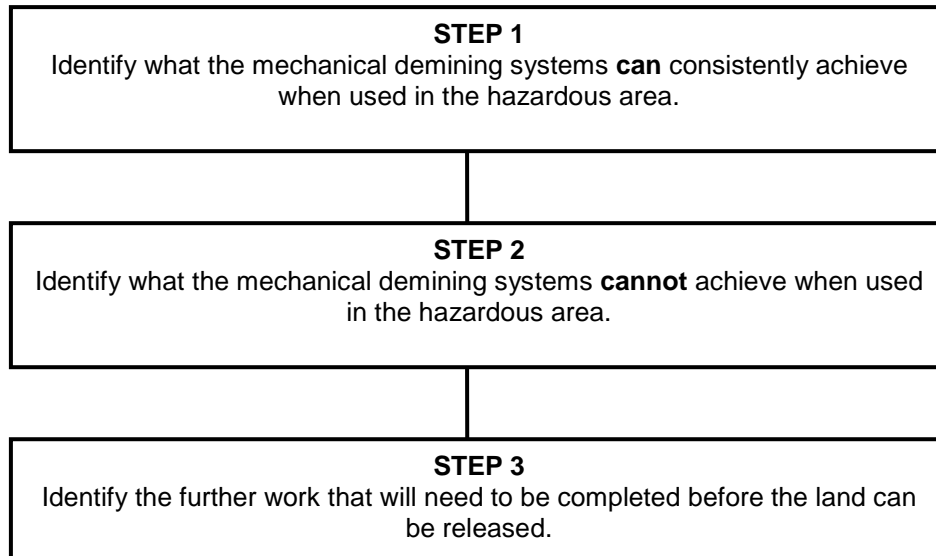 STEP 1
Identify what the mechanical demining systems can consistently achieve
when used in the hazardous area.
STEP 2
Identify what the mechanical demining systems cannot achieve when used
in the hazardous area.
STEP 3
Identify the further work that will need to be completed before the land can
be released.